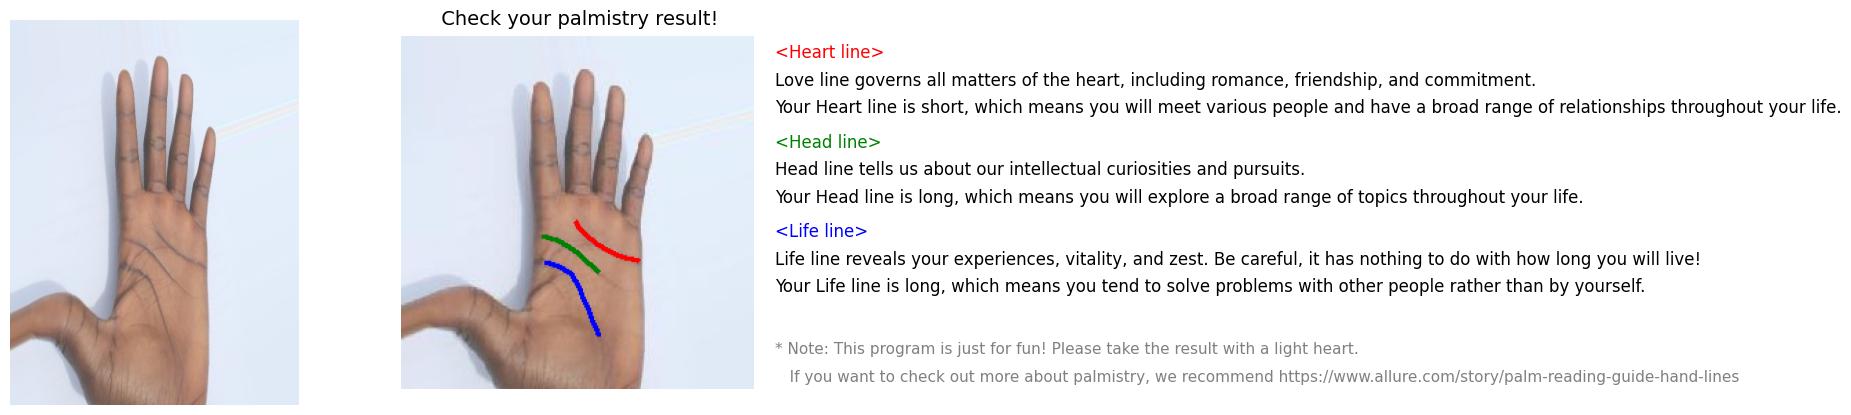 Check your palmistry result!
<Heart line>
Love line governs all matters of the heart, including romance, friendship, and commitment.
Your Heart line is short, which means you will meet various people and have a broad range of relationships throughout your life.
<Head line>
Head line tells us about our intellectual curiosities and pursuits.
Your Head line is long, which means you will explore a broad range of topics throughout your life.
<Life line>
Life line reveals your experiences, vitality, and zest. Be careful, it has nothing to do with how long you will live!
Your Life line is long, which means you tend to solve problems with other people rather than by yourself.
* Note: This program is just for fun! Please take the result with a light heart.
If you want to check out more about palmistry, we recommend https://www.allure.com/story/palm-reading-guide-hand-lines